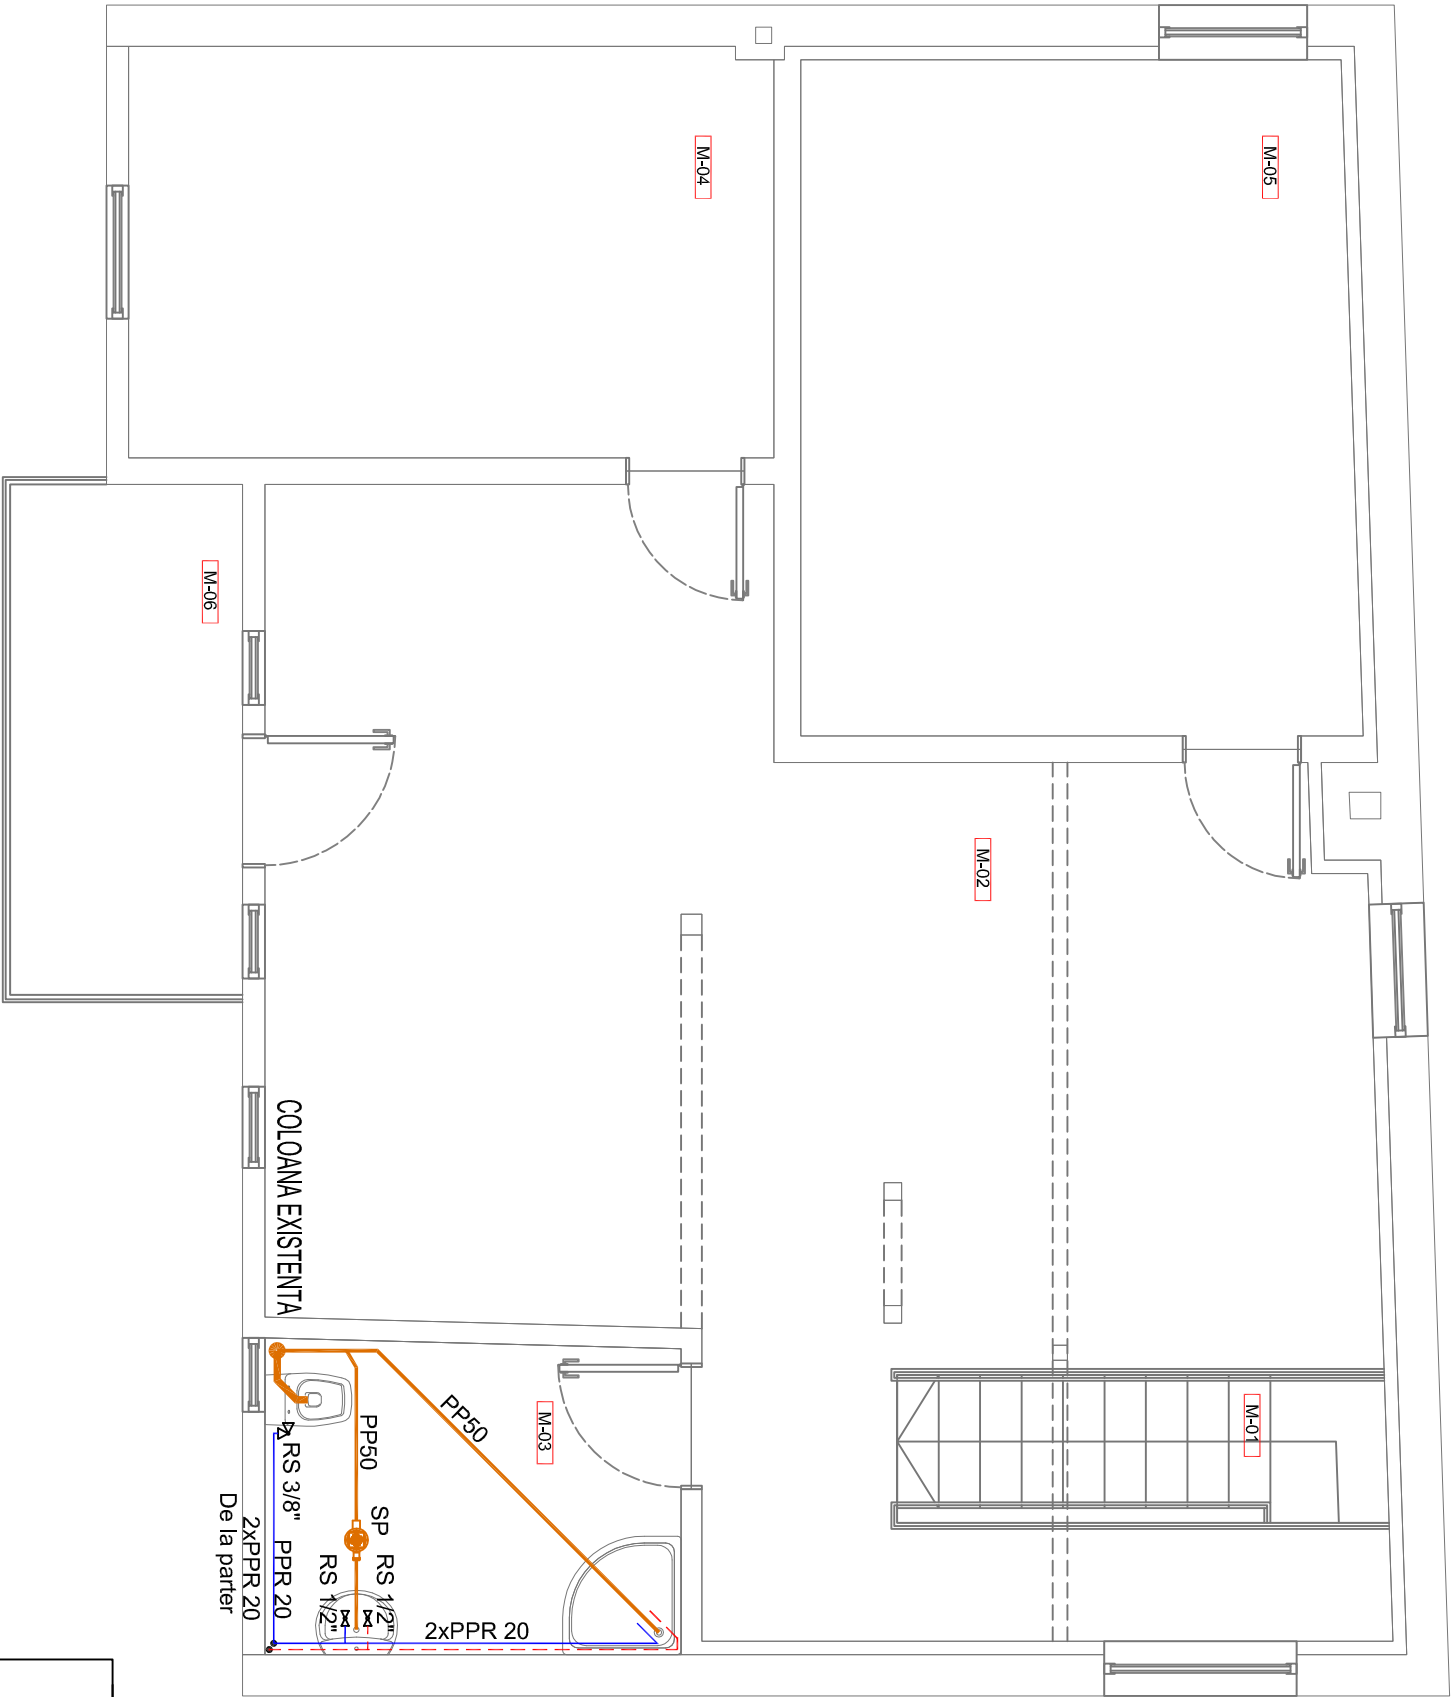 M-04
M-05
M-06
M-02
COLOANA EXISTENTA
M-01
M-03
PP50
PP50
RS 3/8"
SP
RS 1/2"
RS 1/2"
PPR 20
2xPPR 20
De la parter
2xPPR 20